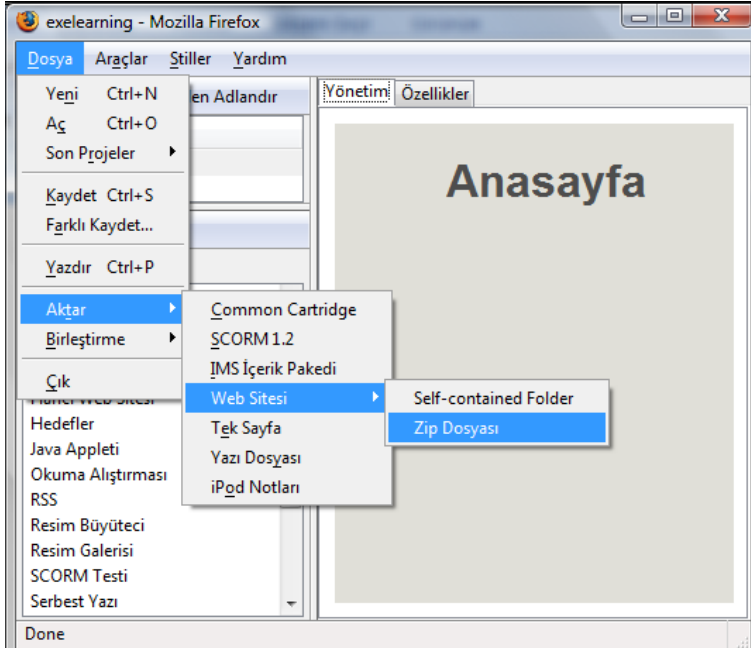 exelearning - Mozilla Firefox
Dosya Araçlar Stiller Yardım
Yeni Ctrl+N
Aç Ctrl+O
Son Projeler
Kaydet Ctrl+S
Farklı Kaydet...
Yazdır Ctrl+P
Aktar
Birleştirme
Çık
en Adlandır
Yönetim Özellikler
Anasayfa
Common Cartridge
SCORM 1.2
IMS İçerik Pakedi
Web Sitesi
Tek Sayfa
Yazı Dosyası
iPod Notları
Self-contained Folder
Zip Dosyası
Hedefler
Java Appleti
Okuma Alıştırması
RSS
Resim Büyüteci
Resim Galerisi
SCORM Testi
Serbest Yazı
Done